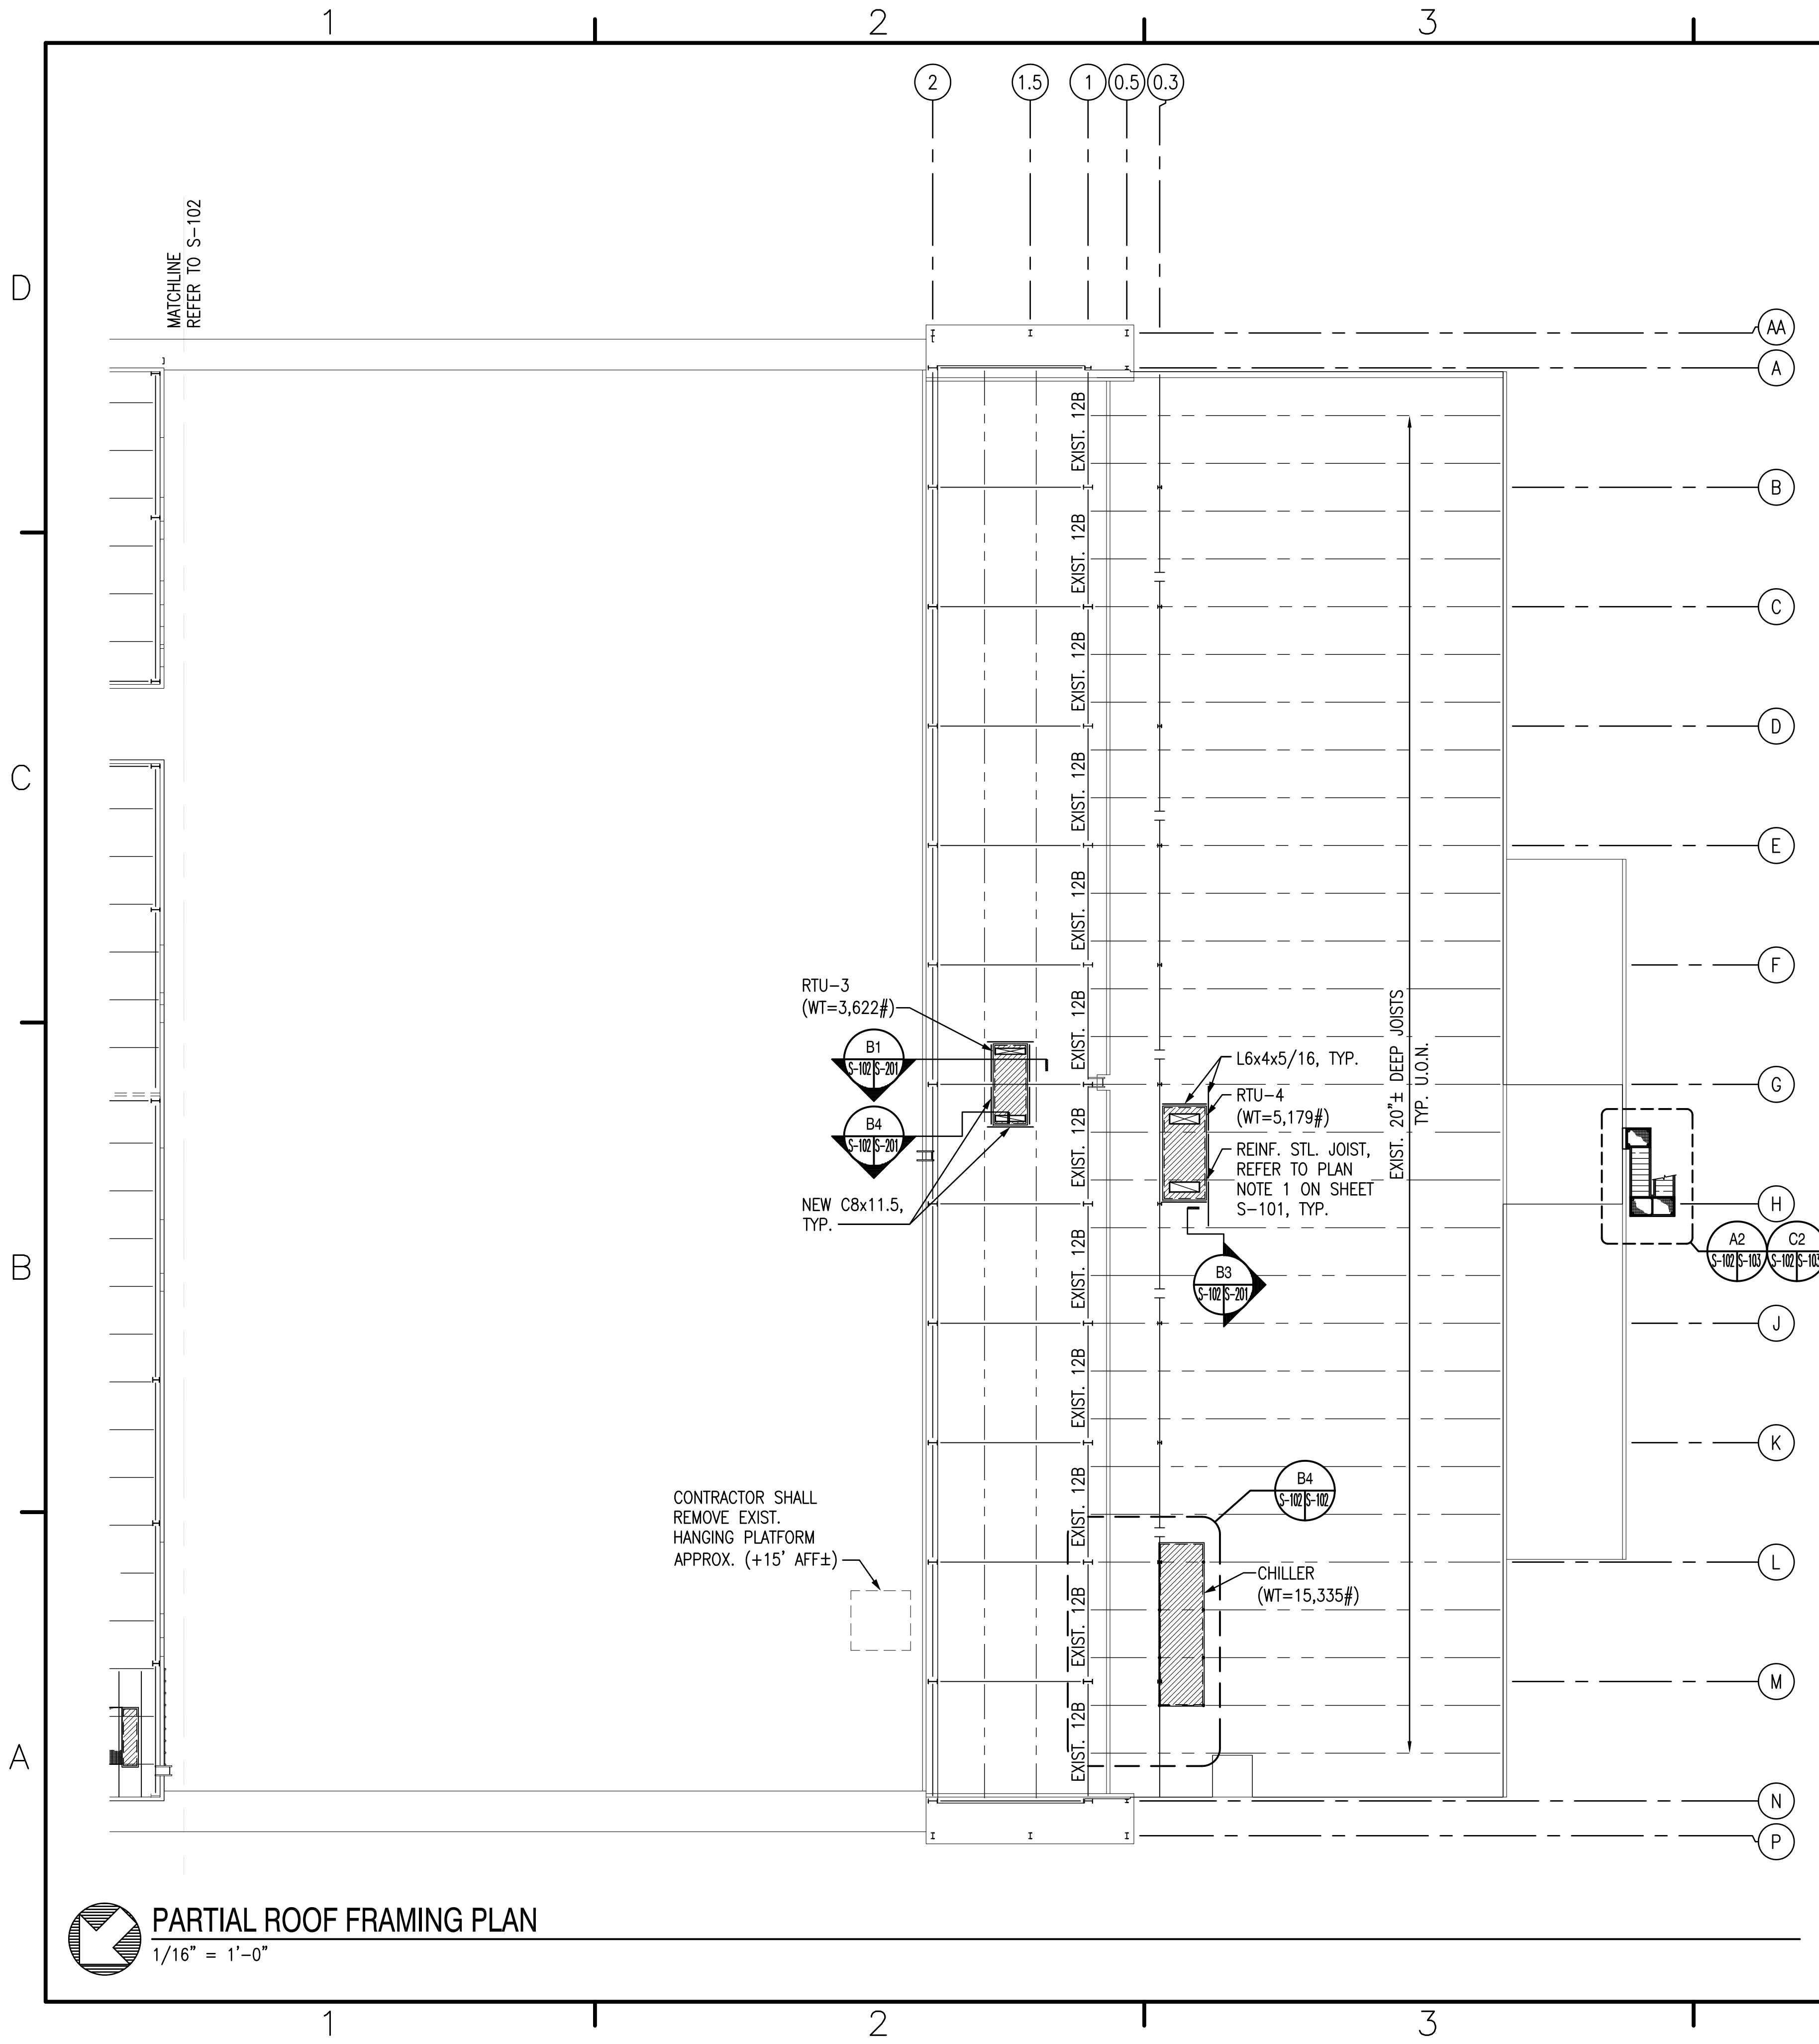 1
2
3
2
1.5
1
0.5
0.3
MATCHLINE
REFER TO S-102
D
AA
A
EXIST. 12B
B
EXIST. 12B
C
EXIST. 12B
D
C
EXIST. 12B
E
EXIST. 12B
F
RTU-3
(WT=3,622#)
EXIST. 12B
EXIST. 20"± DEEP JOISTS
TYP. U.O.N.
B1
S-102 S-201
L6x4x5/16, TYP.
G
RTU-4
(WT=5,179#)
B4
S-102 S-201
EXIST. 12B
REINF. STL. JOIST,
REFER TO PLAN
NOTE 1 ON SHEET
S-101, TYP.
NEW C8x11.5,
TYP.
H
A2
S-102 S-103
C2
S-102 S-103
B
EXIST. 12B
B3
S-102 S-201
J
EXIST. 12B
K
EXIST. 12B
B4
S-102 S-102
CONTRACTOR SHALL
REMOVE EXIST.
HANGING PLATFORM
APPROX. (+15' AFF±)
L
CHILLER
(WT=15,335#)
EXIST. 12B
M
EXIST. 12B
A
N
P
PARTIAL ROOF FRAMING PLAN
1/16" = 1'-0"
1
2
3